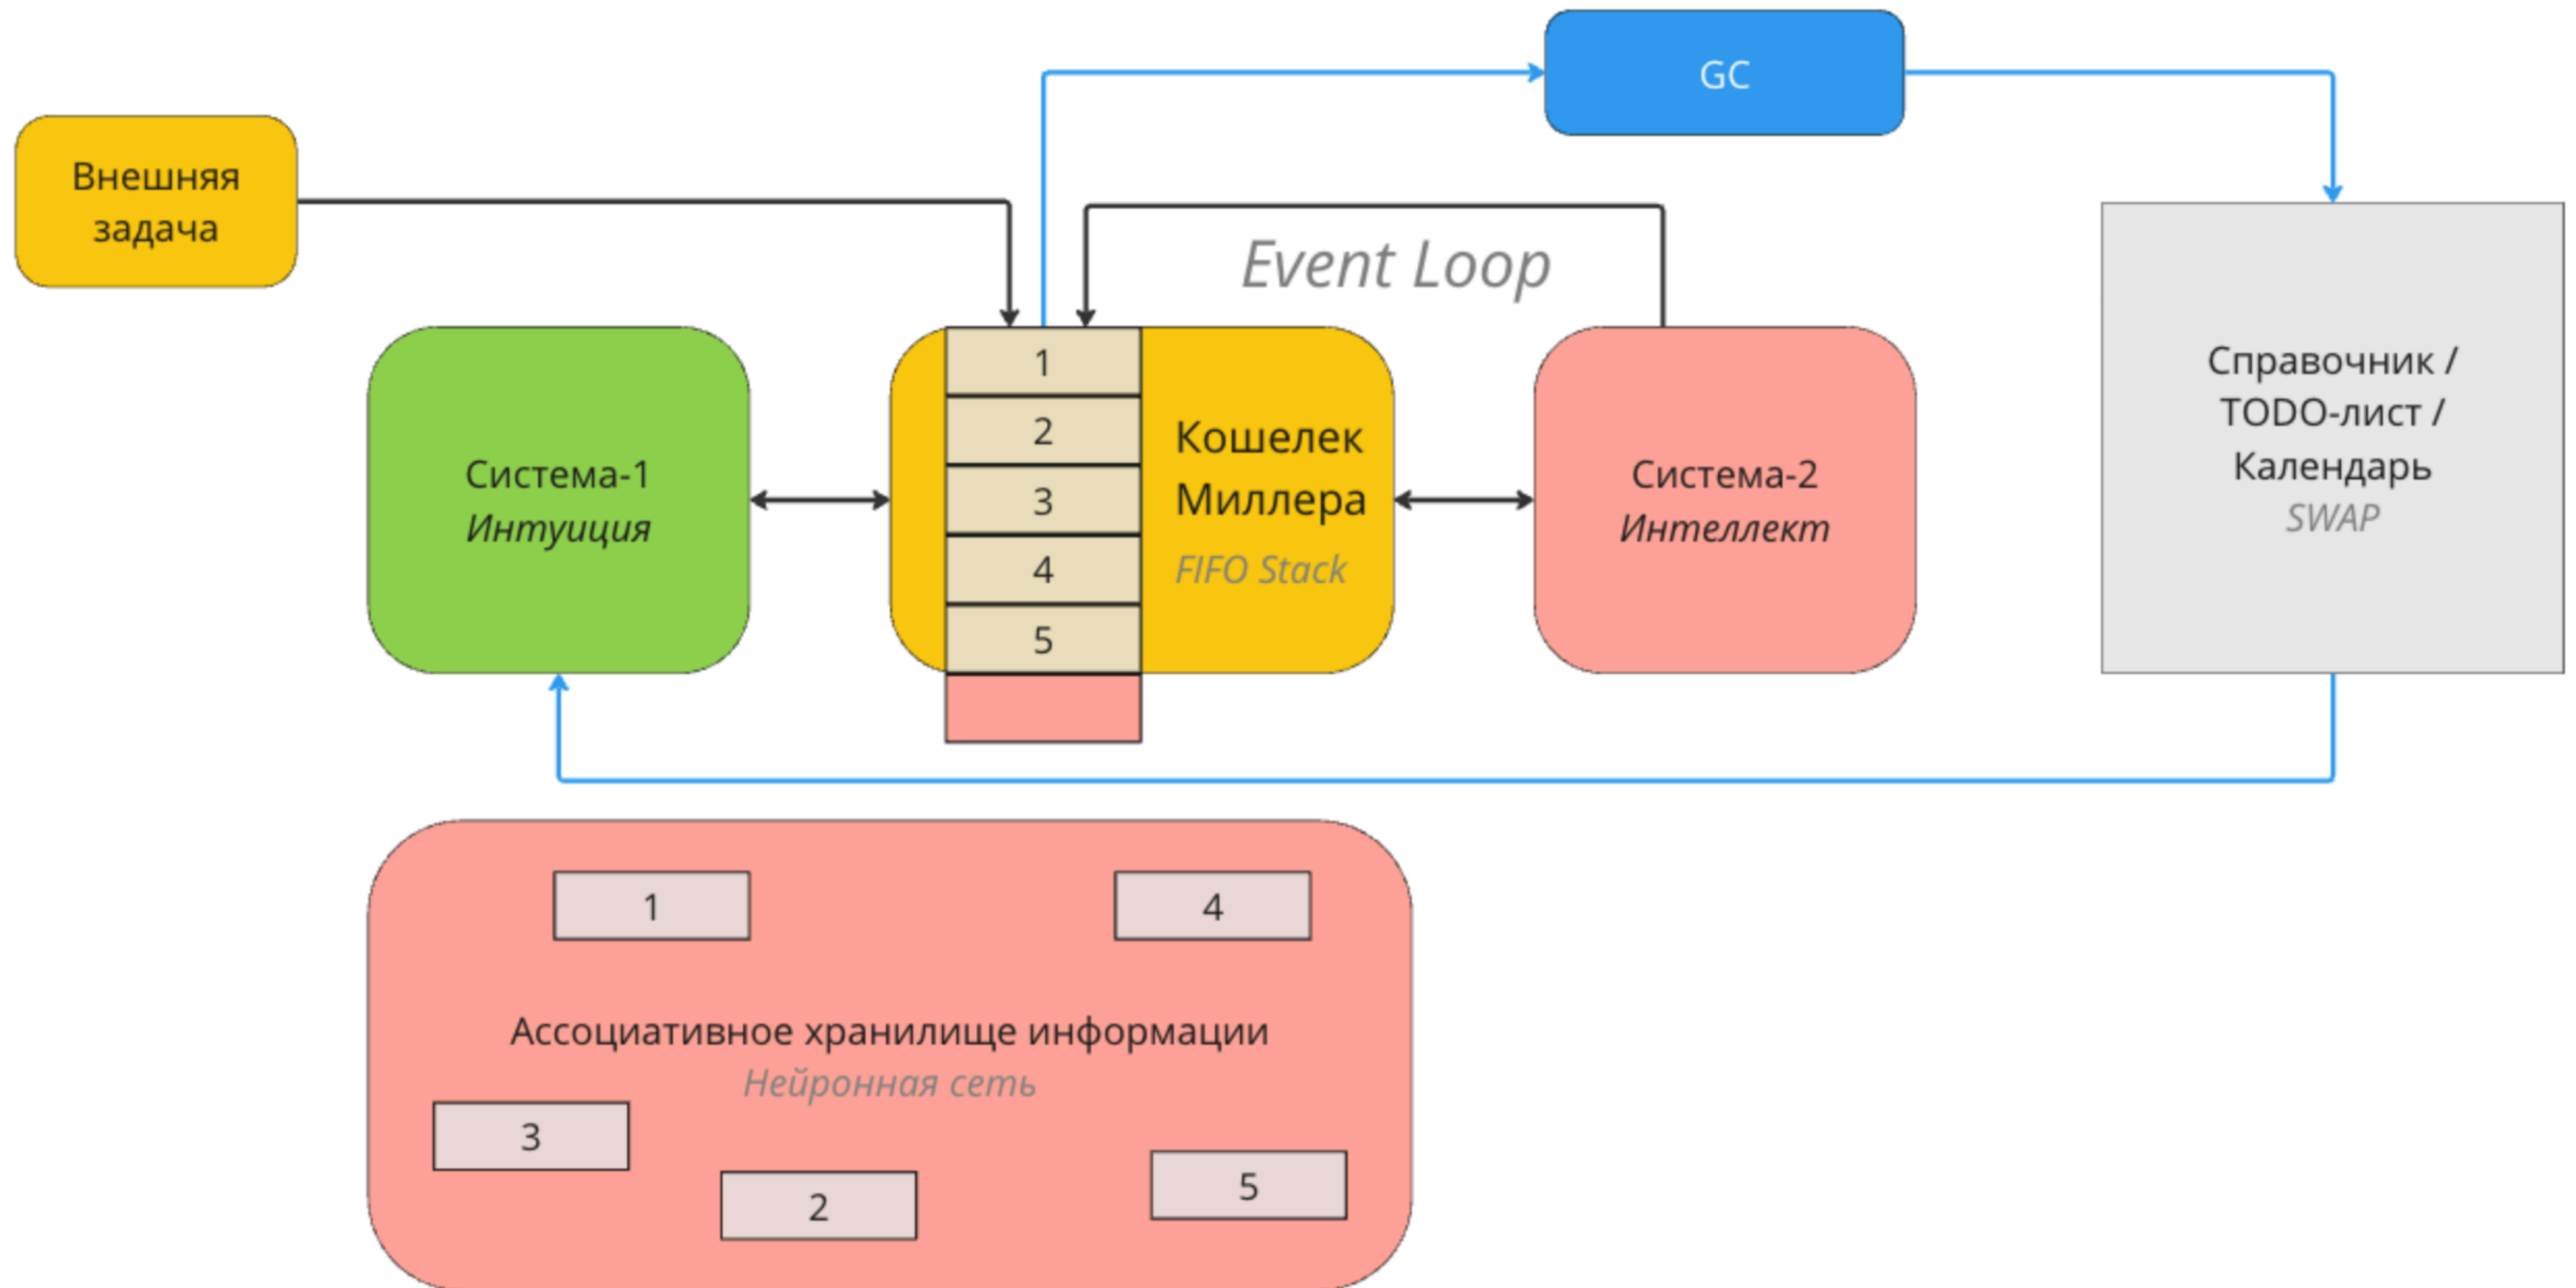 GC
Внешняя
задача
Event Loop
Система-1
Интуиция
1
2
3
4
5
Кошелек
Миллера
FIFO Stack
Система-2
Интеллект
Справочник /
TODO-лист /
Календарь
SWAP
1
4
Ассоциативное хранилище информации
Нейронная сеть
3
2
5